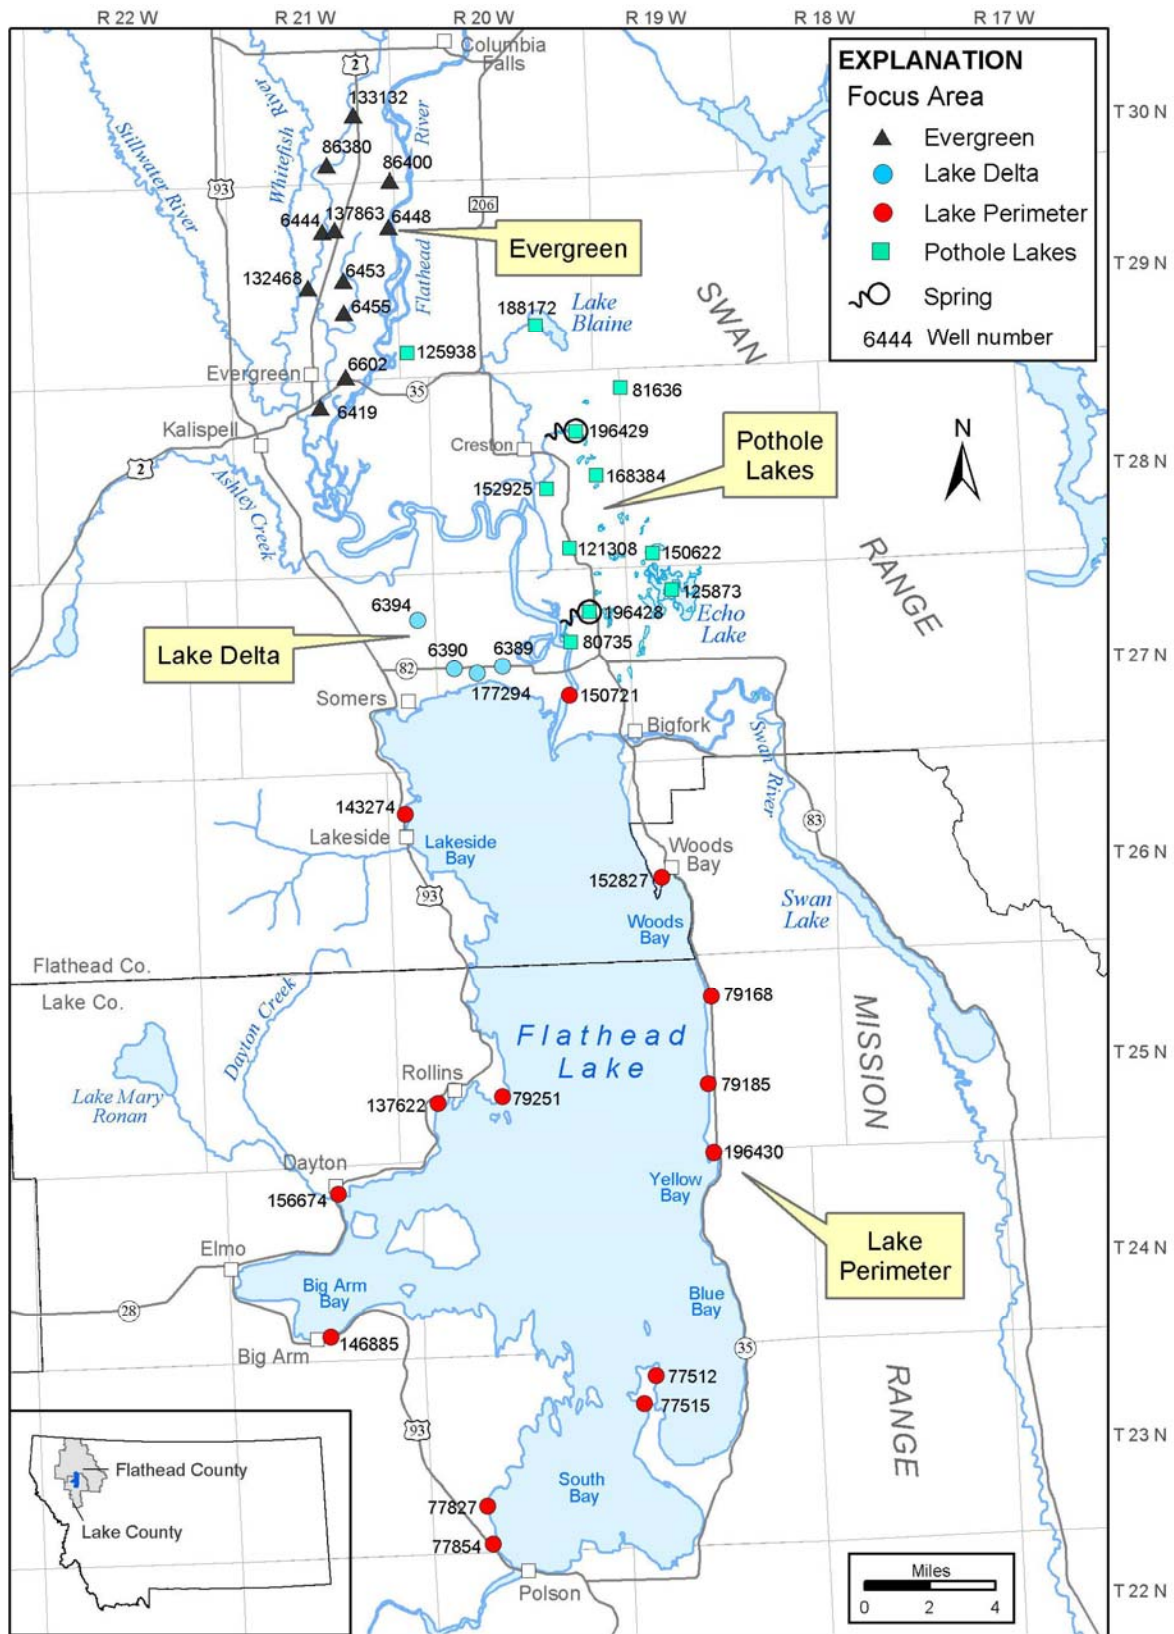 R 22 W
R 21 W
R 20 W
R 19 W
R 18 W
R 17 W
Columbia
Falls
2
133132
Whitefish River
River
Stillwater River
86380
86400
93
206
6444
137863
6448
Flathead
Evergreen
132468
6453
6455
188172
Lake
Blaine
125938
6602
Evergreen
35
6419
81636
Kalispell
196429
Creston
Pothole
Lakes
2
168384
Ashley Creek
152925
121308
150622
125873
6394
196428
Echo
Lake
80735
Lake Delta
6390
6389
82
177294
Somers
150721
Bigfork
Swan River
143274
83
Lakeside
Lakeside
Bay
Woods
Bay
152827
93
Woods
Bay
Swan
Lake
Flathead Co.
Lake Co.
Dayton Creek
79168
Flathead
Lake
Rollins
79185
Lake Mary
Ronan
137622
79251
196430
Dayton
Yellow
Bay
156674
Lake
Perimeter
Elmo
Big Arm
Bay
Blue
Bay
28
Big Arm
146885
35
77512
77515
93
South
Bay
77827
77854
Polson
SWAN
RANGE
MISSION
RANGE
N
EXPLANATION
Focus Area
Evergreen
Lake Delta
Lake Perimeter
Pothole Lakes
Spring
6444 Well number
T 30 N
T 29 N
T 28 N
T 27 N
T 26 N
T 25 N
T 24 N
T 23 N
T 22 N
Flathead County
Lake County
Miles
0 2 4